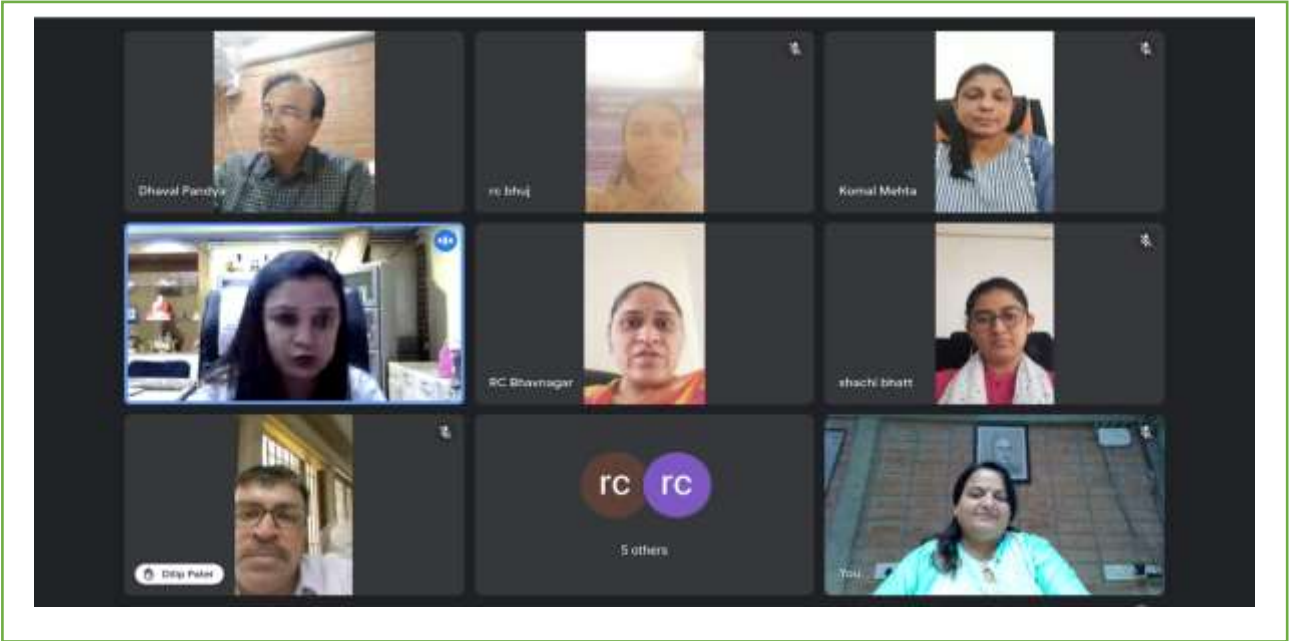 Dhaval Pandya
rc bhuj
Komal Mehta
RC Bhavnagar
shachi bhatt
Dilip Patel
rc rc
5 others
You